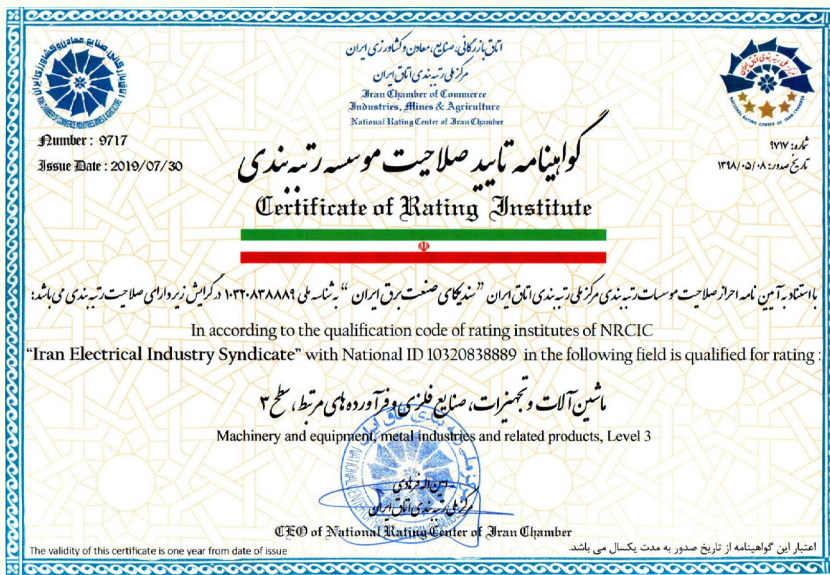 اتاق بازرگانی، صنایع، معادن و کشاورزی ایران
مرکز ملی رتبه بندی اتاق ایران
Iran Chamber of Commerce
Industries, Mines & Agriculture
National Rating Center of Iran Chamber
Number : 9717
Issue Date : 2019/07/30
شماره: ۹۷۱۷
تاریخ صدور: ۱۳۹۸/۰۵/۰۸
گواهینامه تایید صلاحیت موسسه رتبه بندی
Certificate of Rating Institute
با استناد به آیین نامه احراز صلاحیت موسسات رتبه بندی مرکز ملی رتبه بندی اتاق ایران "سندیکای صنعت برق ایران" به شناسه ملی ۱۰۳۲۰۸۳۸۸۸۹ در گرایش زیر دارای صلاحیت رتبه بندی می باشد:
In according to the qualification code of rating institutes of NRCIC
“Iran Electrical Industry Syndicate” with National ID 10320838889 in the following field is qualified for rating :
ماشین آلات و تجهیزات، صنایع فلزی و فرآورده های مرتبط، سطح ۳
Machinery and equipment, metal industries and related products, Level 3
امین اله فرهادی
مرکز ملی رتبه بندی اتاق ایران
CEO of National Rating Center of Iran Chamber
The validity of this certificate is one year from date of issue
اعتبار این گواهینامه از تاریخ صدور به مدت یکسال می باشد.